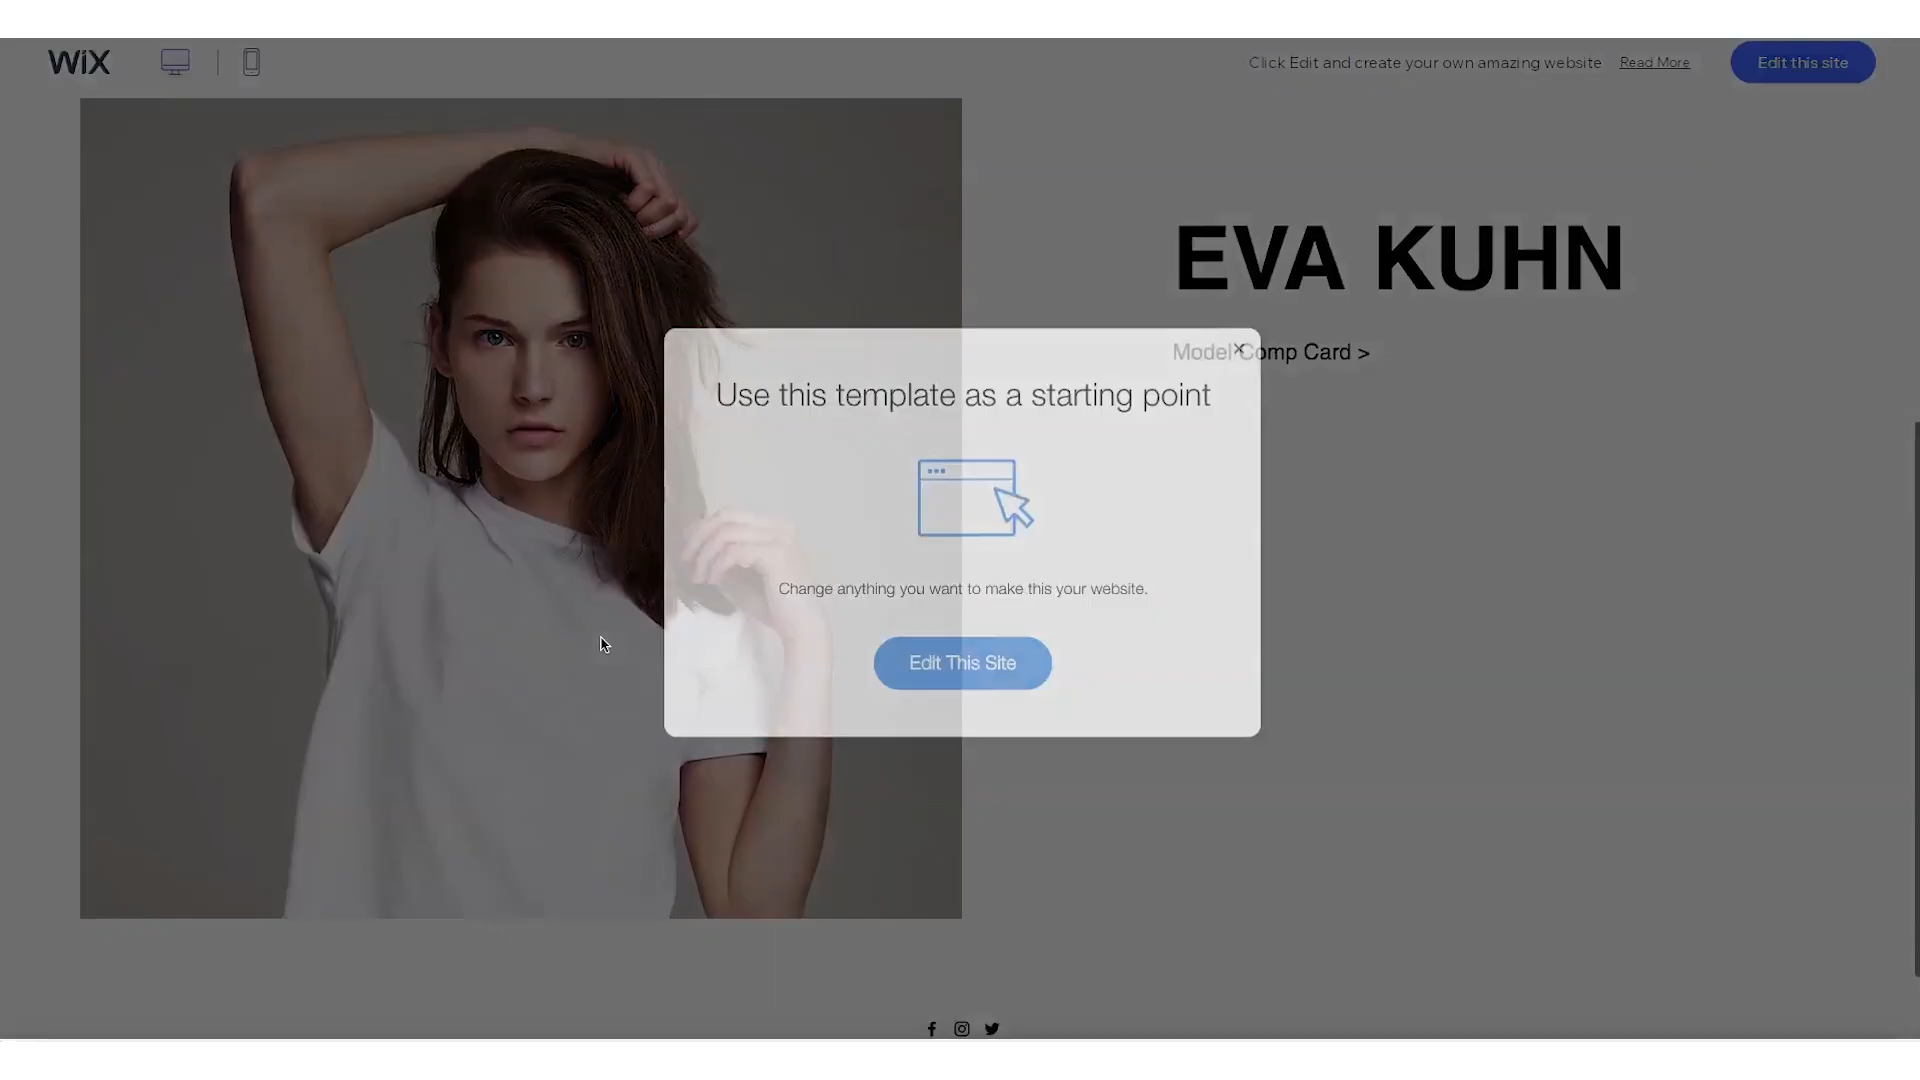 WiX
Click Edit and create your own amazing website Read More
Edit this site
EVA KUHN
Model Comp Card >
Use this template as a starting point
Change anything you want to make this your website.
Edit This Site